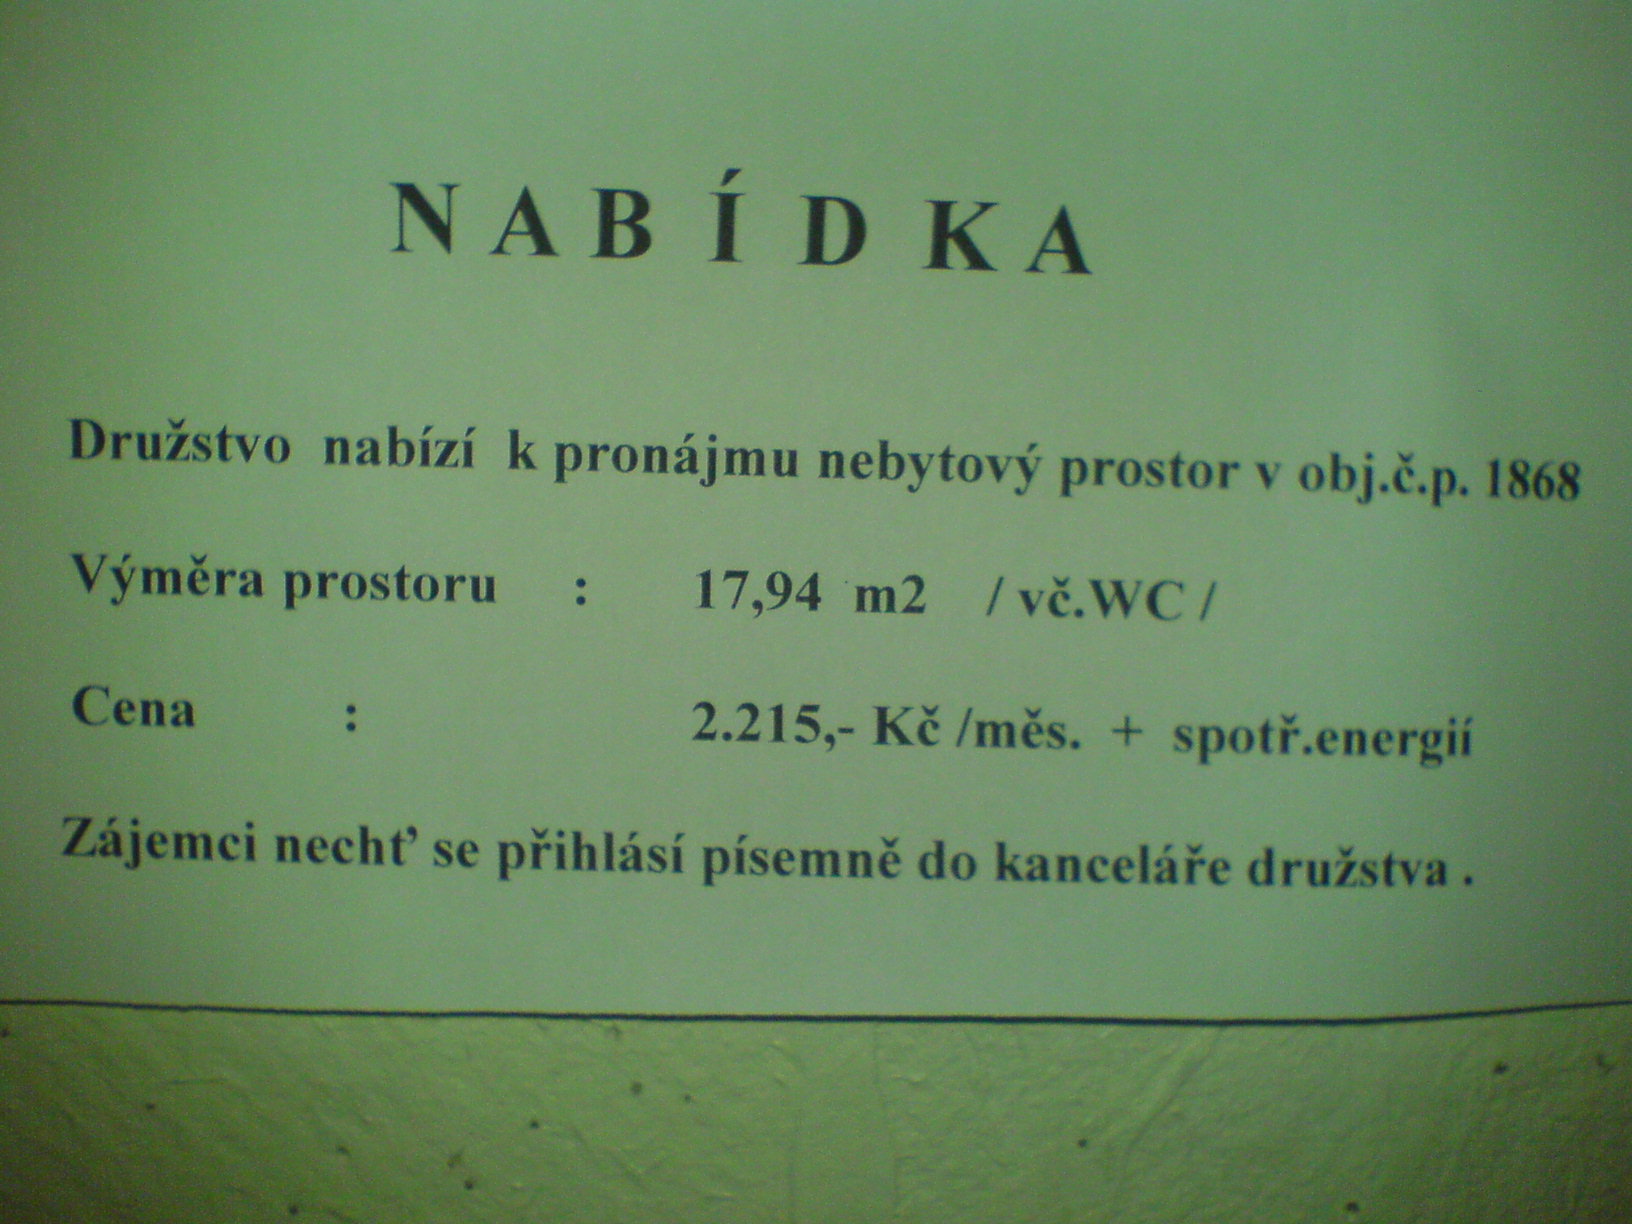 N A B Í D K A
Družstvo nabízí k pronájmu nebytový prostor v obj.č.p. 1868
Výměra prostoru : 17,94 m2 / vč.WC /
Cena : 2.215,- Kč /měs. + spotř.energií
Zájemci nechť se přihlásí písemně do kanceláře družstva .